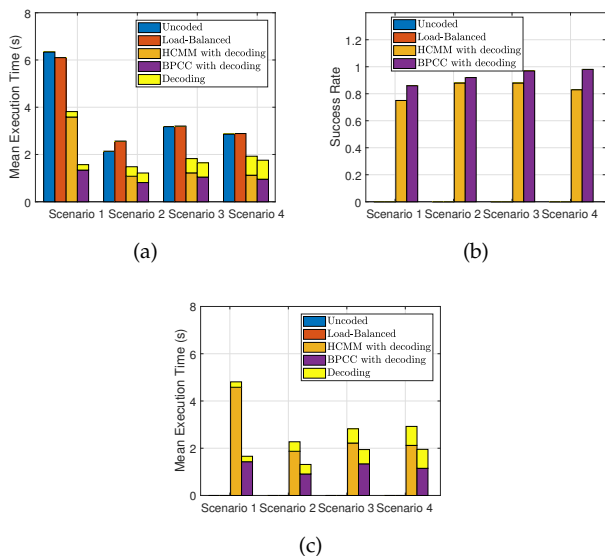 Mean Execution Time (s)
8
6
4
2
0
Uncoded
Load-Balanced
HCMM with decoding
BPCC with decoding
Decoding
Scenario 1 Scenario 2 Scenario 3 Scenario 4
(a)
Success Rate
1.2
1
0.8
0.6
0.4
0.2
0
Uncoded
Load-Balanced
HCMM with decoding
BPCC with decoding
Scenario 1 Scenario 2 Scenario 3 Scenario 4
(b)
Mean Execution Time (s)
8
6
4
2
0
Uncoded
Load-Balanced
HCMM with decoding
BPCC with decoding
Decoding
Scenario 1 Scenario 2 Scenario 3 Scenario 4
(c)